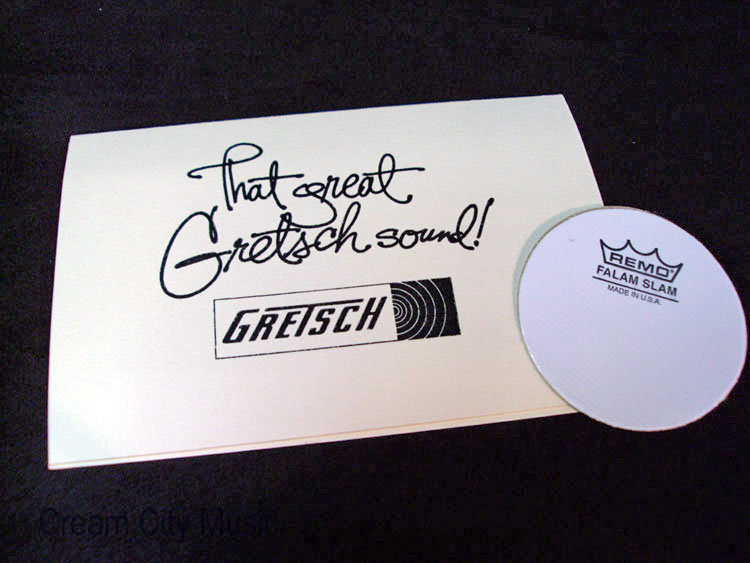 That great
Gretsch sound!
GRETSCH
REMO
FALAM SLAM
MADE IN U.S.A.
Cream City Music